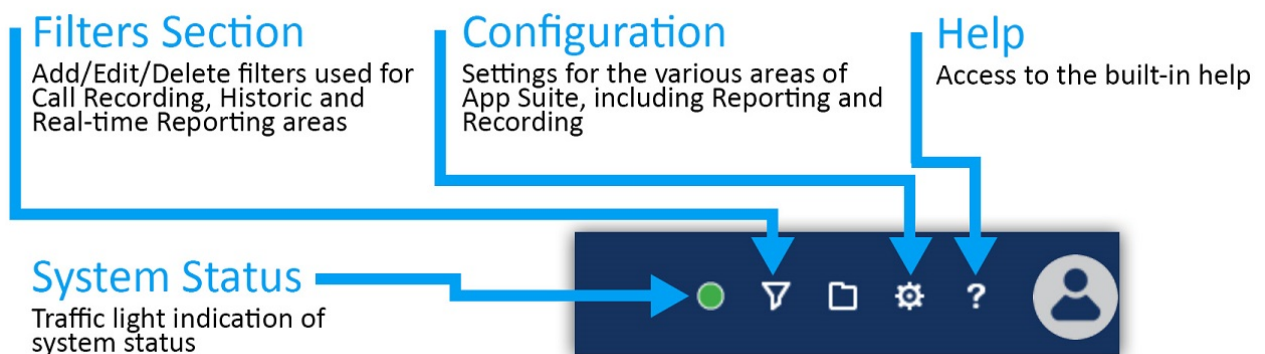 Filters Section
Add/Edit/Delete filters used for
Call Recording, Historic and
Real-time Reporting areas
Configuration
Settings for the various areas of
App Suite, including Reporting and
Recording
Help
Access to the built-in help
System Status
Traffic light indication of
system status
?